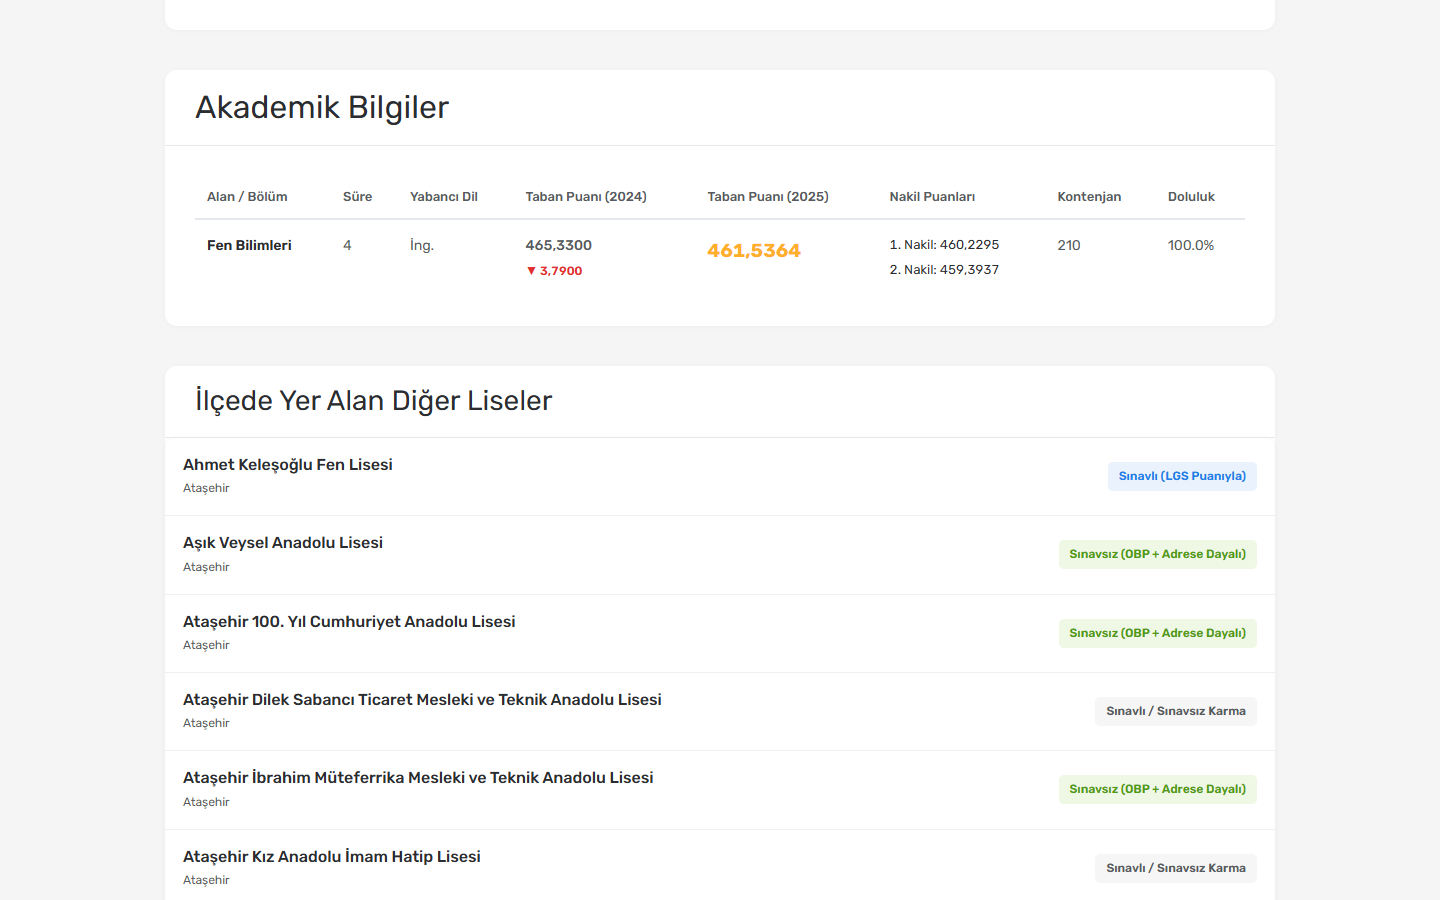 Akademik Bilgiler
Alan / Bölüm Süre Yabancı Dil Taban Puanı (2024) Taban Puanı (2025) Nakil Puanları Kontenjan Doluluk
Fen Bilimleri 4 İng. 465,3300 461,5364 1. Nakil: 460,2295 210 100.0%
▼ 3,7900 2. Nakil: 459,3937
İlçede Yer Alan Diğer Liseler
Ahmet Keleşoğlu Fen Lisesi
Ataşehir
Sınavlı (LGS Puanıyla)
Aşık Veysel Anadolu Lisesi
Ataşehir
Sınavsız (OBP + Adrese Dayalı)
Ataşehir 100. Yıl Cumhuriyet Anadolu Lisesi
Ataşehir
Sınavsız (OBP + Adrese Dayalı)
Ataşehir Dilek Sabancı Ticaret Mesleki ve Teknik Anadolu Lisesi
Ataşehir
Sınavlı / Sınavsız Karma
Ataşehir İbrahim Müteferrika Mesleki ve Teknik Anadolu Lisesi
Ataşehir
Sınavsız (OBP + Adrese Dayalı)
Ataşehir Kız Anadolu İmam Hatip Lisesi
Ataşehir
Sınavlı / Sınavsız Karma